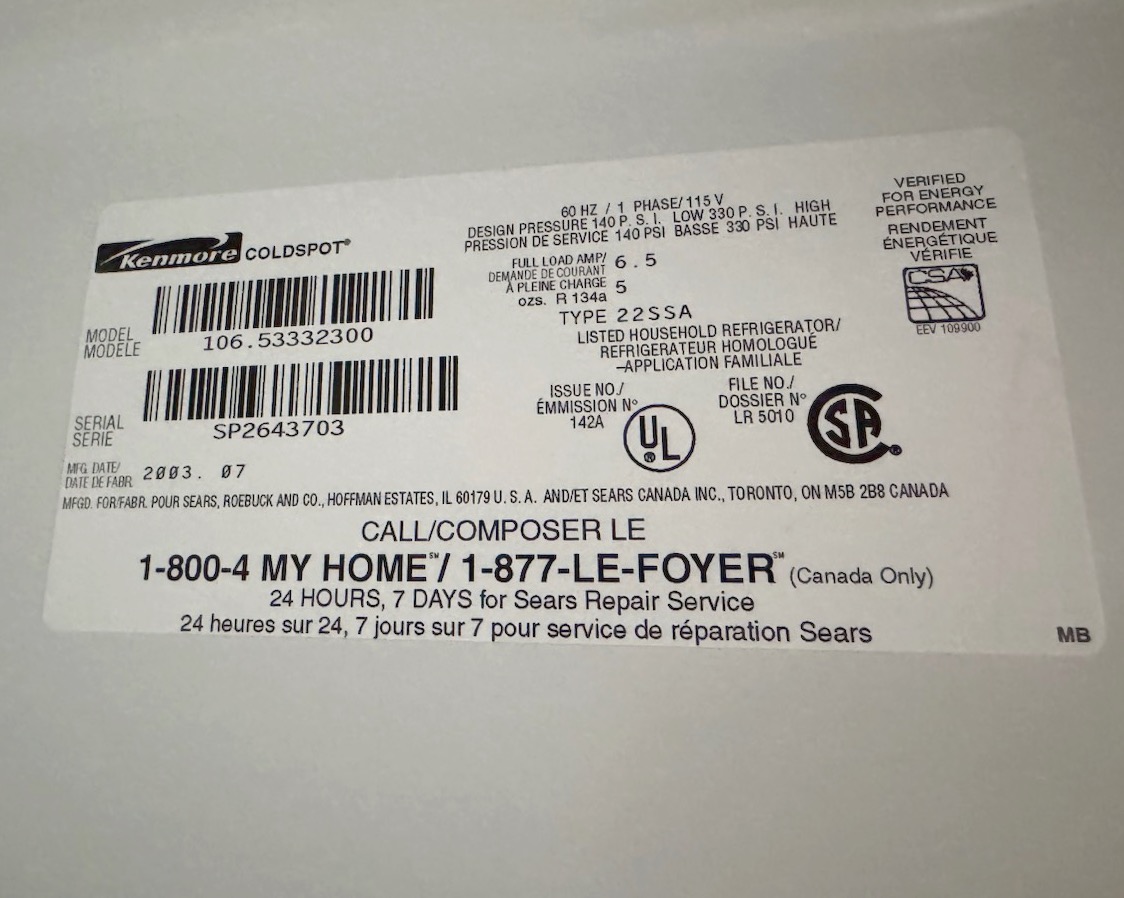 Kenmore COLDSPOT®
MODEL
MODÈLE
106.53332300
SERIAL
SÉRIE
SP2643703
MFG. DATE/
DATE DE FABR.
2003. 07
60 HZ / 1 PHASE/ 115 V
DESIGN PRESSURE 140 P. S. I. LOW 330 P. S. I. HIGH
PRESSION DE SERVICE 140 PSI BASSE 330 PSI HAUTE
FULL LOAD AMP/
DEMANDE DE COURANT
À PLEINE CHARGE
6.5
ozs. R 134a
5
TYPE 22SSA
LISTED HOUSEHOLD REFRIGERATOR/
REFRIGERATEUR HOMOLOGUÉ
–APPLICATION FAMILIALE
ISSUE NO./
ÉMMISSION N°
142A
UL®
FILE NO./
DOSSIER N°
LR 5010
CSA®
VERIFIED
FOR ENERGY
PERFORMANCE
RENDEMENT
ÉNERGÉTIQUE
VÉRIFIÉ
CSA
EEV 109900
MFGD. FOR/FABR. POUR SEARS, ROEBUCK AND CO., HOFFMAN ESTATES, IL 60179 U. S. A. AND/ET SEARS CANADA INC., TORONTO, ON M5B 2B8 CANADA
CALL/COMPOSER LE
1-800-4 MY HOME℠/ 1-877-LE-FOYER℠ (Canada Only)
24 HOURS, 7 DAYS for Sears Repair Service
24 heures sur 24, 7 jours sur 7 pour service de réparation Sears
MB